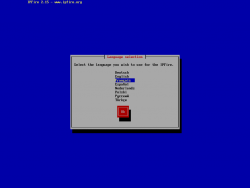 IPFire 2.15 - www.ipfire.org
Language selection
Select the language you wish to use for the IPFire.
Deutsch
English
Français
Español
Nederlands
Polski
Русский
Türkçe
Ok